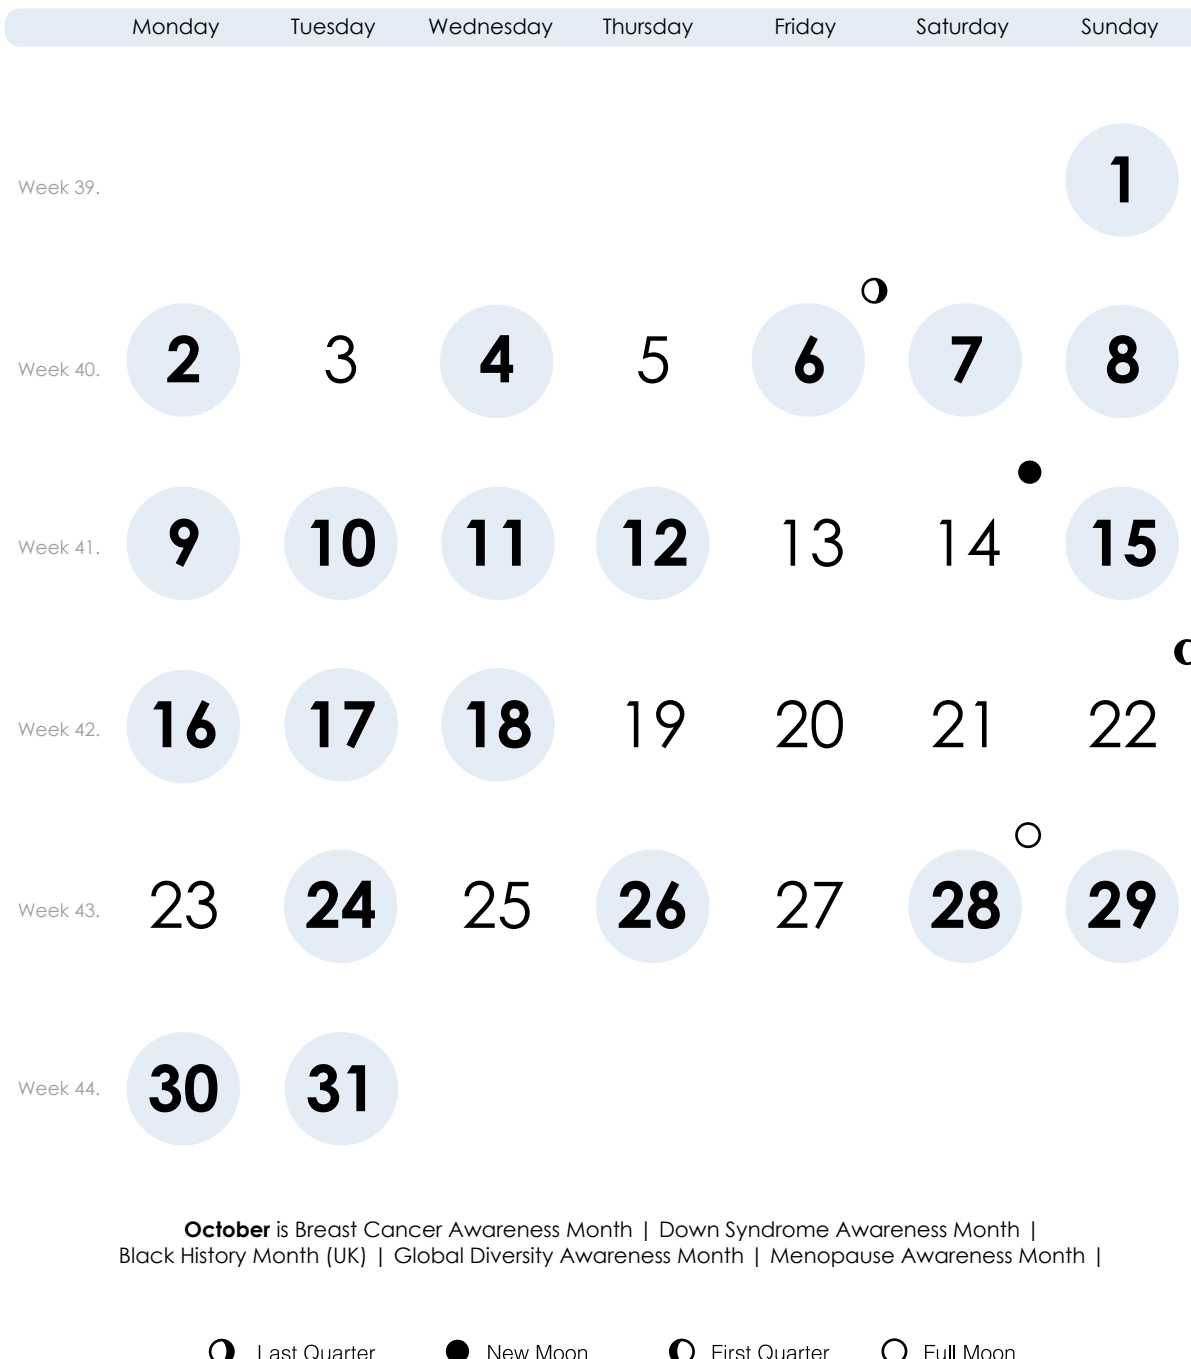 Monday Tuesday Wednesday Thursday Friday Saturday Sunday
Week 39. 1
Week 40. 2 3 4 5 6 7 8
Week 41. 9 10 11 12 13 14 15
Week 42. 16 17 18 19 20 21 22
Week 43. 23 24 25 26 27 28 29
Week 44. 30 31
October is Breast Cancer Awareness Month | Down Syndrome Awareness Month |
Black History Month (UK) | Global Diversity Awareness Month | Menopause Awareness Month |
Last Quarter New Moon First Quarter Full Moon